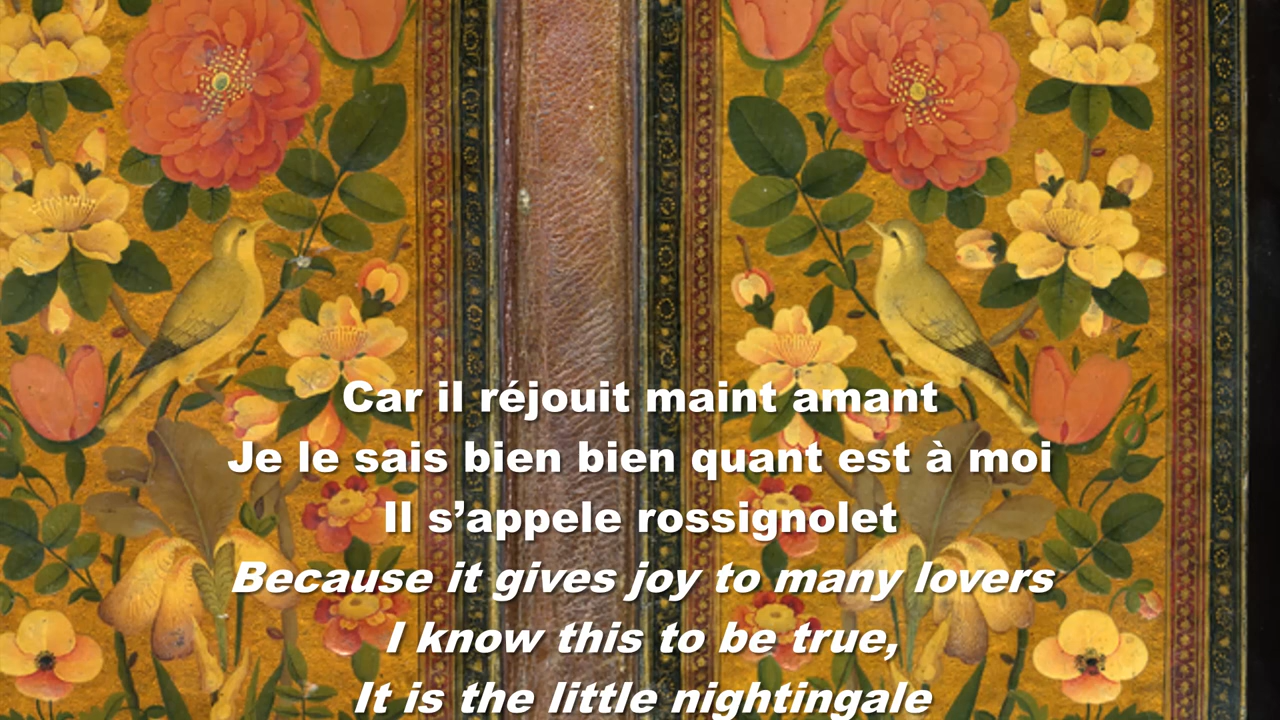 Car il réjouit maint amant
Je le sais bien bien quant est à moi
Il s’appele rossignolet
Because it gives joy to many lovers
I know this to be true,
It is the little nightingale